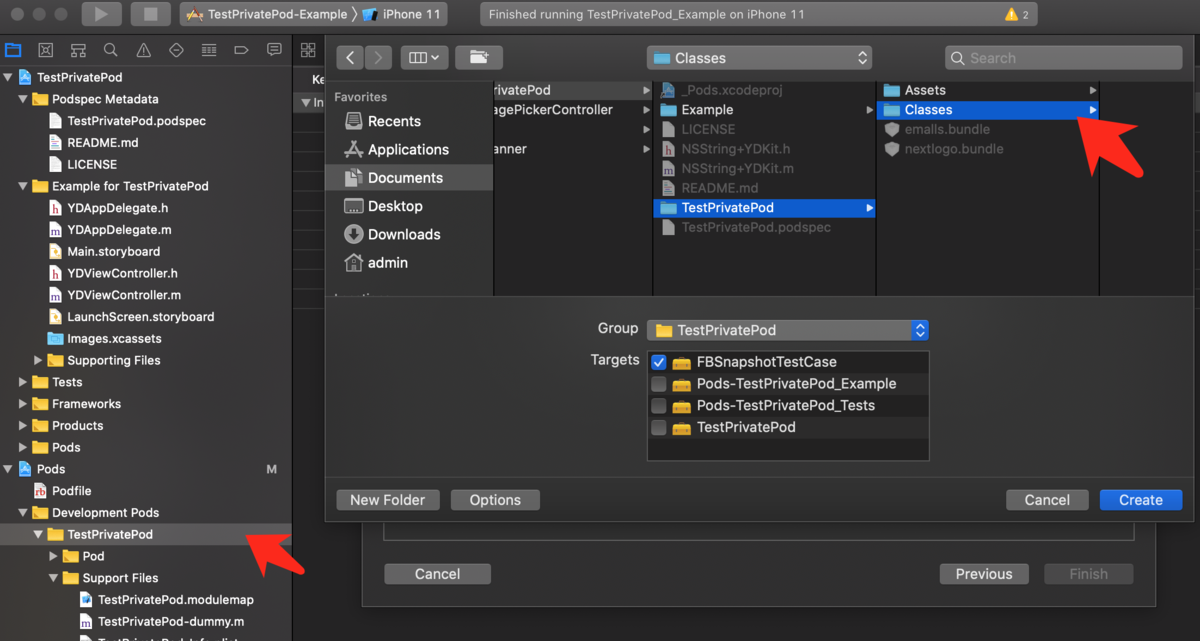 TestPrivatePod-Example
iPhone 11
Finished running TestPrivatePod_Example on iPhone 11
2
TestPrivatePod
Podspec Metadata
TestPrivatePod.podspec
README.md
LICENSE
Example for TestPrivatePod
YDAppDelegate.h
YDAppDelegate.m
Main.storyboard
YDViewController.h
YDViewController.m
LaunchScreen.storyboard
Images.xcassets
Supporting Files
Tests
Frameworks
Products
Pods
Pods
M
Podfile
Development Pods
TestPrivatePod
Pod
Support Files
TestPrivatePod.modulemap
TestPrivatePod-dummy.m
Ke
In
Classes
Search
Favorites
Recents
Applications
Documents
Desktop
Downloads
admin
rivatePod
agePickerController
anner
_Pods.xcodeproj
Example
LICENSE
NSString+YDKit.h
NSString+YDKit.m
README.md
TestPrivatePod
TestPrivatePod.podspec
Assets
Classes
emalls.bundle
nextlogo.bundle
Group
TestPrivatePod
Targets
FBSnapshotTestCase
Pods-TestPrivatePod_Example
Pods-TestPrivatePod_Tests
TestPrivatePod
New Folder
Options
Cancel
Create
Cancel
Previous
Finish